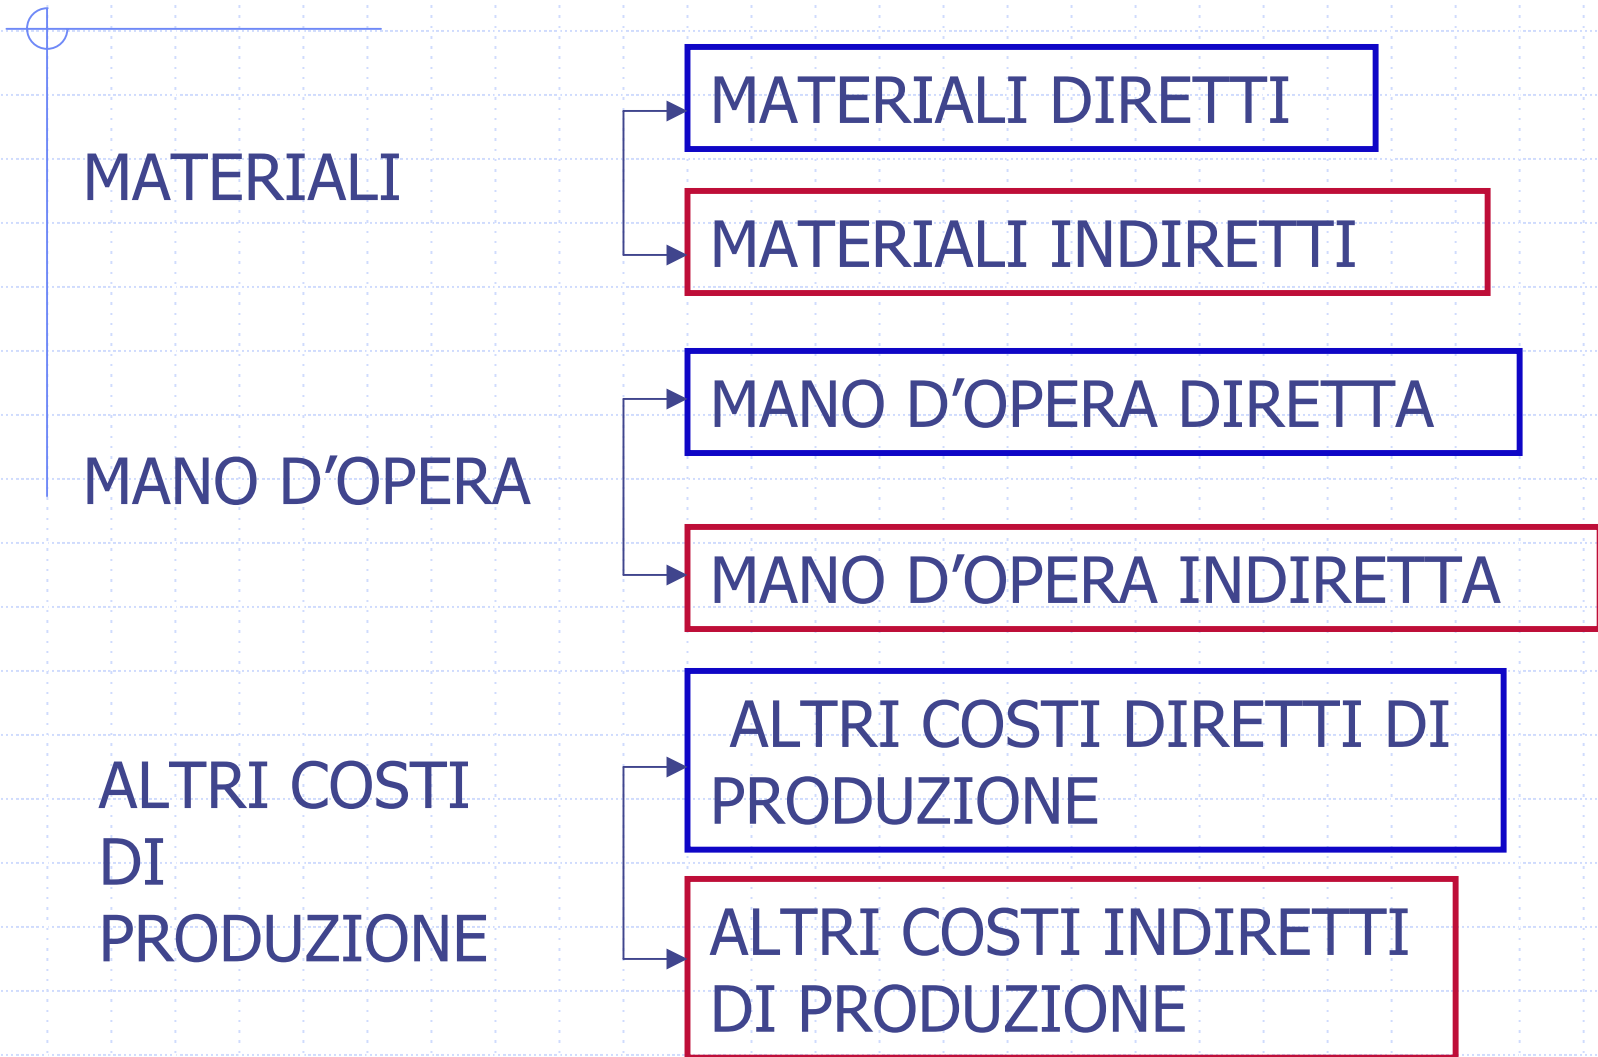 MATERIALI
MATERIALI DIRETTI
MATERIALI INDIRETTI
MANO D’OPERA
MANO D’OPERA DIRETTA
MANO D’OPERA INDIRETTA
ALTRI COSTI
DI
PRODUZIONE
ALTRI COSTI DIRETTI DI
PRODUZIONE
ALTRI COSTI INDIRETTI
DI PRODUZIONE